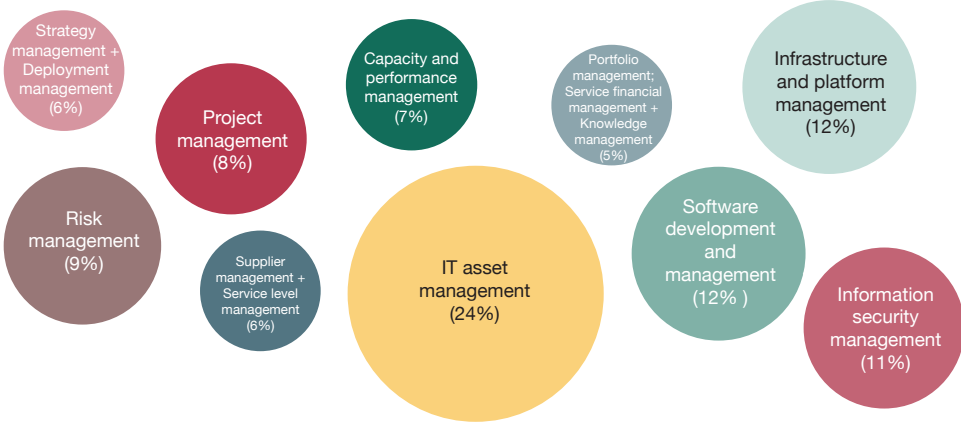 Strategy
management +
Deployment
management
(6%)
Project
management
(8%)
Capacity and
performance
management
(7%)
Portfolio
management;
Service financial
management +
Knowledge
management
(5%)
Infrastructure
and platform
management
(12%)
Risk
management
(9%)
Supplier
management +
Service level
management
(6%)
IT asset
management
(24%)
Software
development
and
management
(12% )
Information
security
management
(11%)